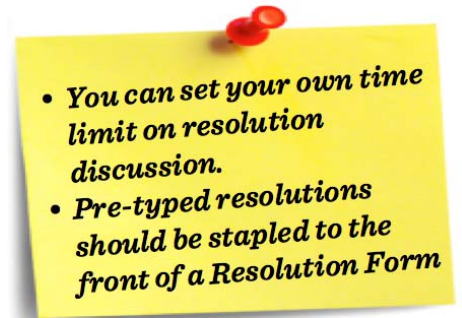 • You can set your own time
limit on resolution
discussion.
• Pre-typed resolutions
should be stapled to the
front of a Resolution Form